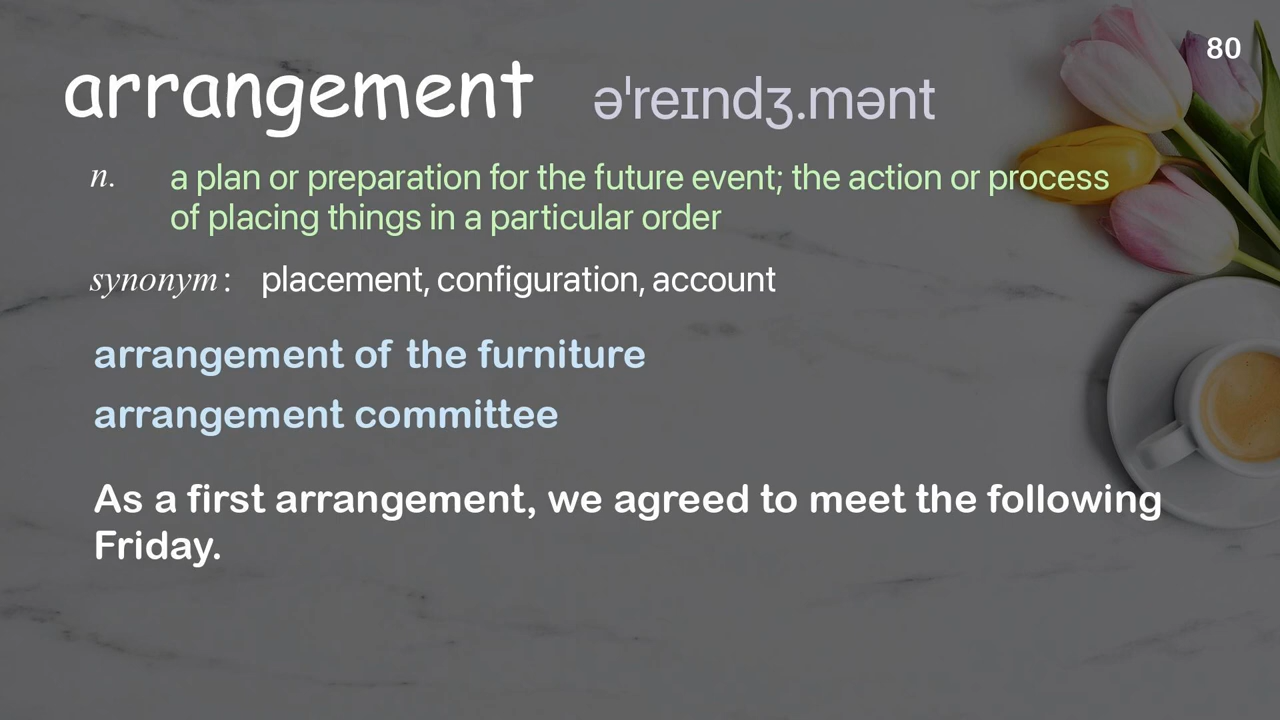 80
arrangement əˈreɪndʒ.mənt
n. a plan or preparation for the future event; the action or process
of placing things in a particular order
synonym: placement, configuration, account
arrangement of the furniture
arrangement committee
As a first arrangement, we agreed to meet the following
Friday.